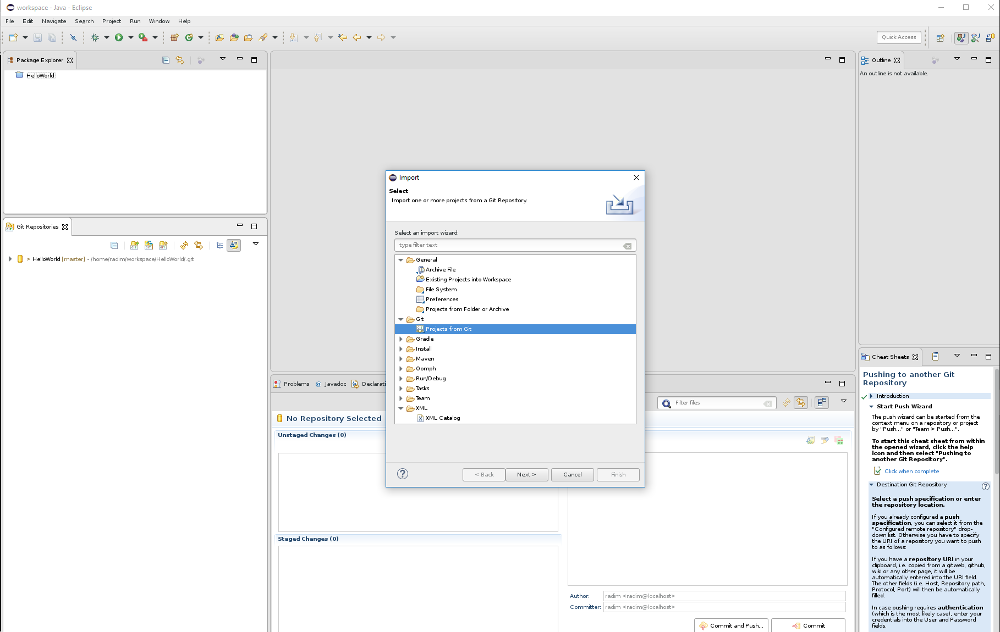 workspace - Java - Eclipse
File Edit Navigate Search Project Run Window Help
Quick Access
Package Explorer
HelloWorld
Git Repositories
> HelloWorld [master] - /home/radim/workspace/HelloWorld/.git
Import
Select
Import one or more projects from a Git Repository.
Select an import wizard:
type filter text
General
Archive File
Existing Projects into Workspace
File System
Preferences
Projects from Folder or Archive
Git
Projects from Git
Gradle
Install
Maven
Oomph
Run/Debug
Tasks
Team
XML
XML Catalog
< Back Next > Cancel Finish
Problems @ Javadoc Declarati
Filter files
No Repository Selected
Unstaged Changes (0)
Staged Changes (0)
Author: radim <radim@localhost>
Committer: radim <radim@localhost>
Commit and Push... Commit
Outline
An outline is not available.
Cheat Sheets
Pushing to another Git
Repository
Introduction
Start Push Wizard
The push wizard can be started from the
context menu on a repository or project
by "Push..." or "Team > Push...".
To start this cheat sheet from within
the opened wizard, click the help
icon and then select "Pushing to
another Git Repository".
Click when complete
Destination Git Repository
Select a push specification or enter
the repository location.
If you already configured a push
specification, you can select it from the
"Configured remote repository" drop-
down list. Otherwise you have to specify
the URI of a repository you want to push
to as follows:
If you have a repository URI in your
clipboard, i.e. copied from a gitweb, github,
wiki or any other page, it will be
automatically entered into the URI field.
The other fields (i.e. Host, Repository path,
Protocol, Port) will then be automatically
filled.
In case pushing requires authentication
(which is the most likely case), enter your
credentials into the User and Password
fields.